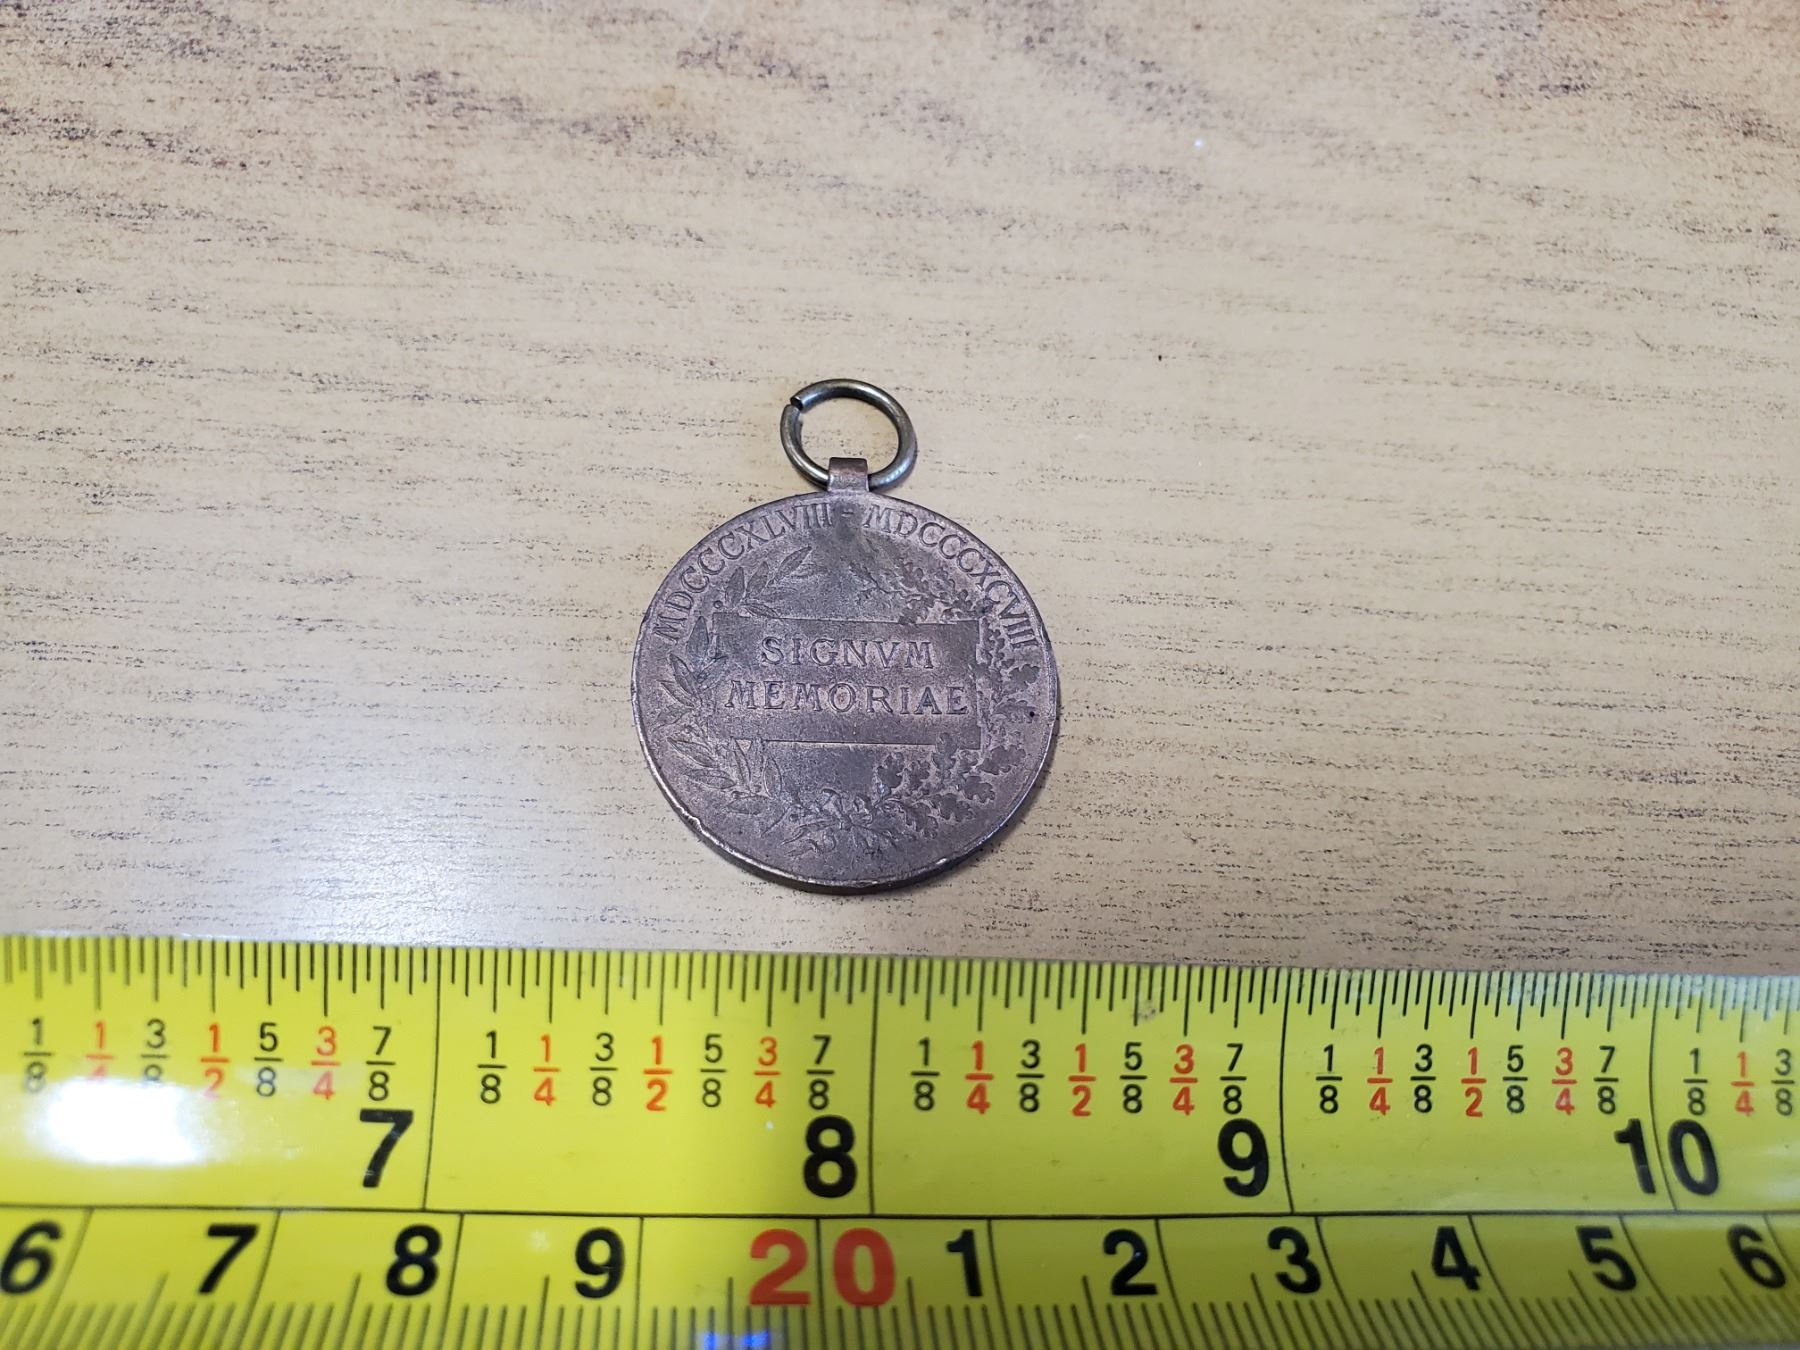 MDCCCXLVIII - MDCCCXCVIII
SIGNVM
MEMORIAE
1/8 1/4 3/8 1/2 5/8 3/4 7/8 1/8 1/4 3/8 1/2 5/8 3/4 7/8 1/8 1/4 3/8 1/2 5/8 3/4 7/8 1/8 1/4 3/8 1/2 5/8 3/4 7/8 1/8 1/4 3/8
7 8 9 10
6 7 8 9 20 1 2 3 4 5 6